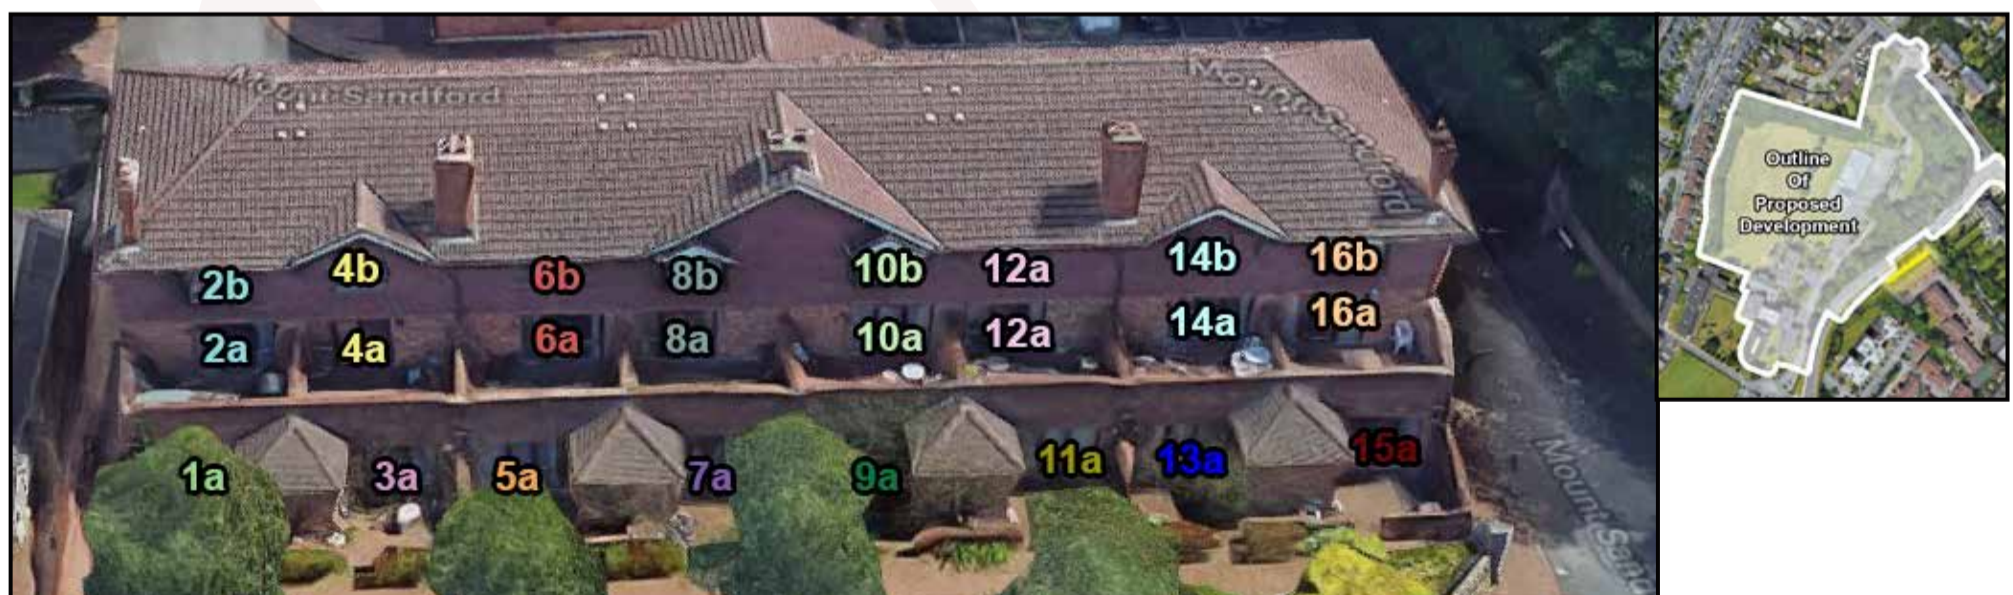 Mount Sandford
Mount Sandford
2b
4b
6b
8b
10b
12a
14b
16b
2a
4a
6a
8a
10a
12a
14a
16a
1a
3a
5a
7a
9a
11a
13a
15a
Mount Sand
Outline
Of
Proposed
Development